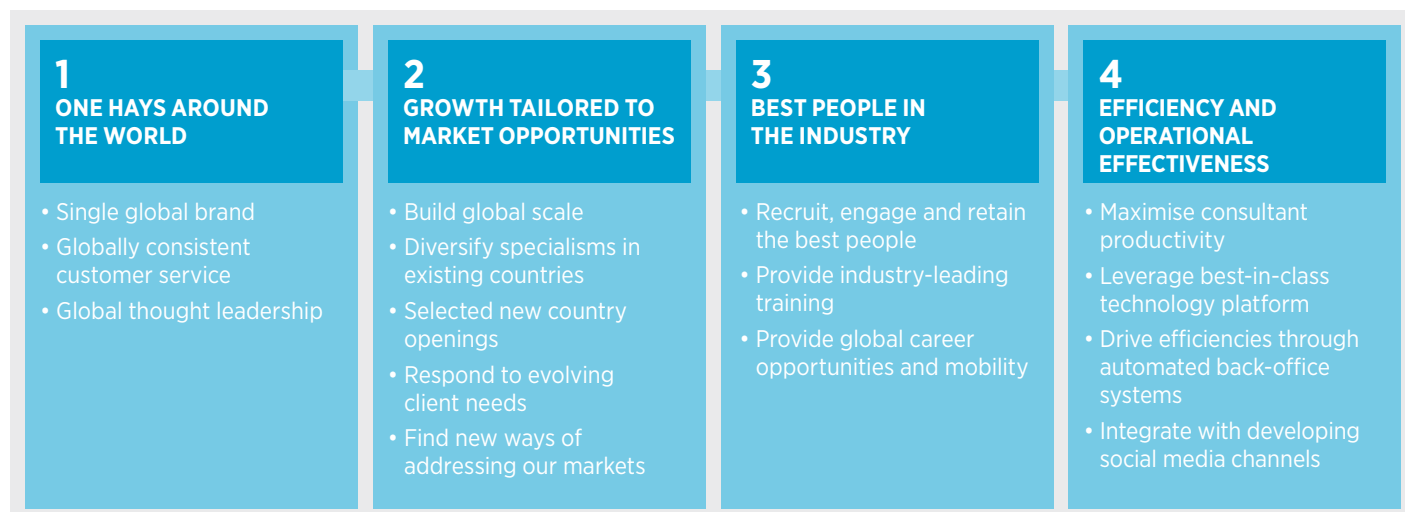 1
ONE HAYS AROUND
THE WORLD
• Single global brand
• Globally consistent
customer service
• Global thought leadership
2
GROWTH TAILORED TO
MARKET OPPORTUNITIES
• Build global scale
• Diversify specialisms in
existing countries
• Selected new country
openings
• Respond to evolving
client needs
• Find new ways of
addressing our markets
3
BEST PEOPLE IN
THE INDUSTRY
• Recruit, engage and retain
the best people
• Provide industry-leading
training
• Provide global career
opportunities and mobility
4
EFFICIENCY AND
OPERATIONAL
EFFECTIVENESS
• Maximise consultant
productivity
• Leverage best-in-class
technology platform
• Drive efficiencies through
automated back-office
systems
• Integrate with developing
social media channels